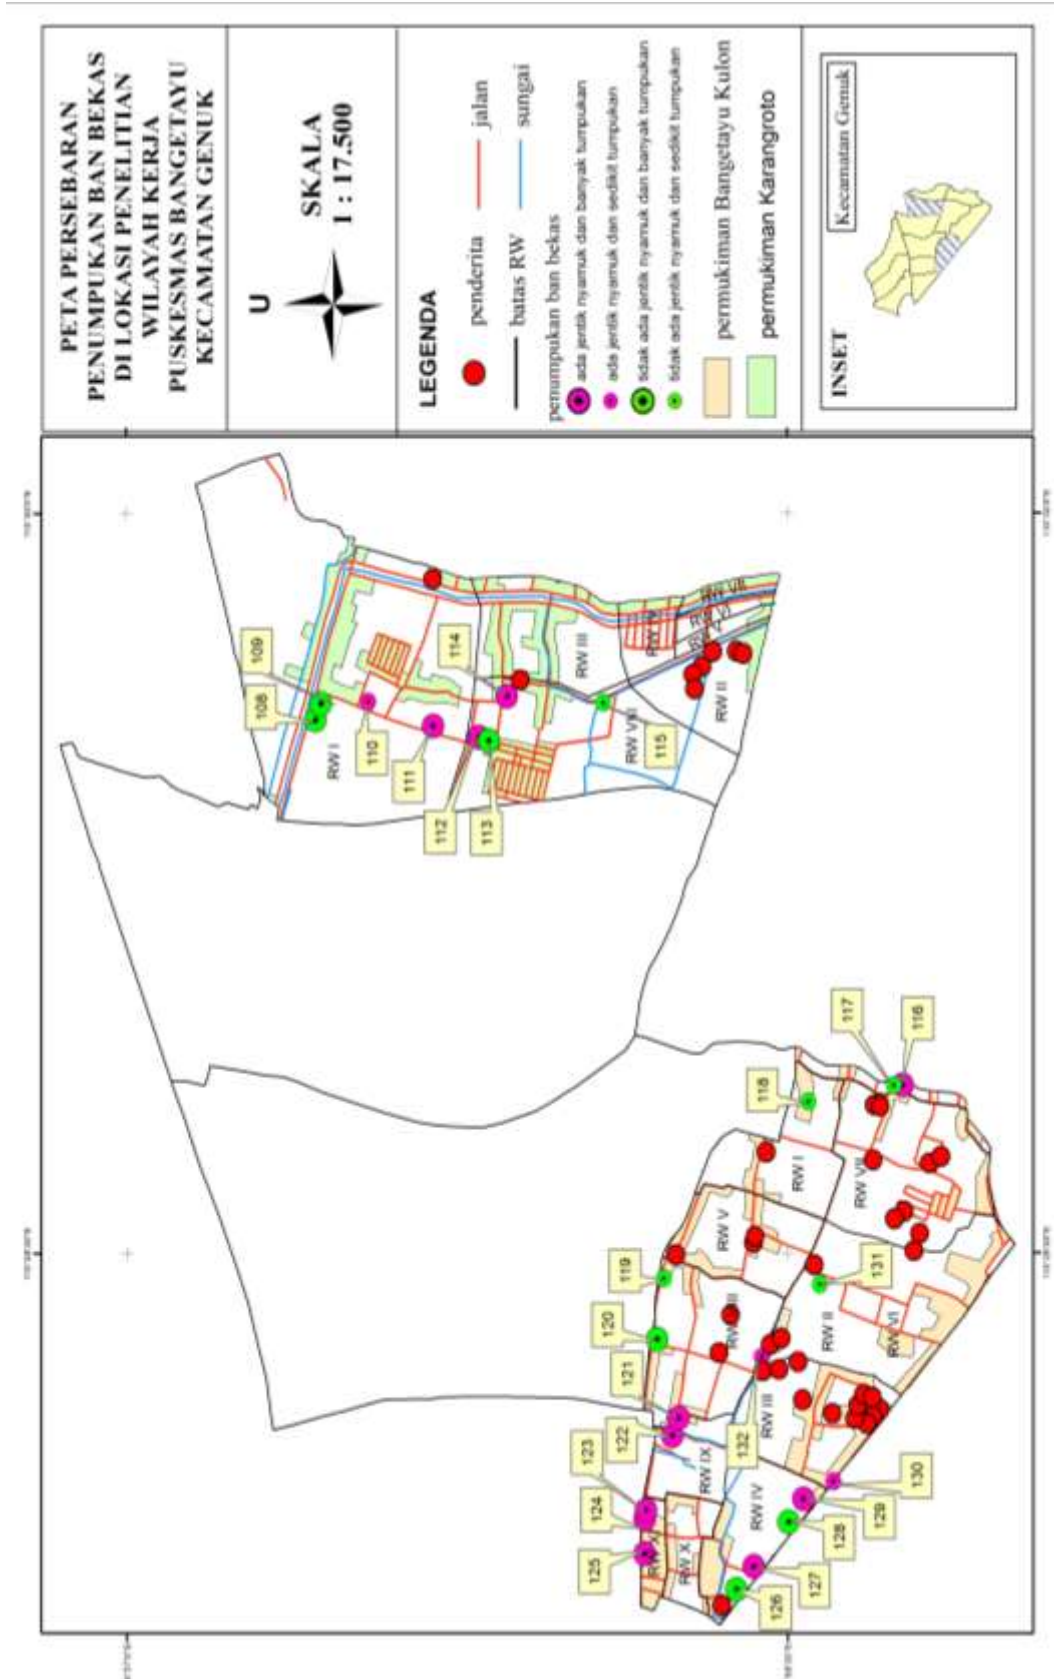 PETA PERSEBARAN
PENUMPUKAN BAN BEKAS
DI LOKASI PENELITIAN
WILAYAH KERJA
PUSKESMAS BANGETAYU
KECAMATAN GENUK
U
SKALA
1 : 17.500
LEGENDA
penderita
jalan
batas RW
sungai
penumpukan ban bekas
ada jentik nyamuk dan banyak tumpukan
ada jentik nyamuk dan sedikit tumpukan
tidak ada jentik nyamuk dan banyak tumpukan
tidak ada jentik nyamuk dan sedikit tumpukan
permukiman Bangetayu Kulon
permukiman Karangroto
INSET
Kecamatan Genuk
108
109
RW I
110
111
112
113
114
RW III
RW IV
RW VII
RW II
115
117
116
118
RW I
RW VII
RW V
119
131
120
RW II
RW VI
121
122
RW III
132
123
RW IX
124
125
RW X
RW IV
130
129
128
127
126